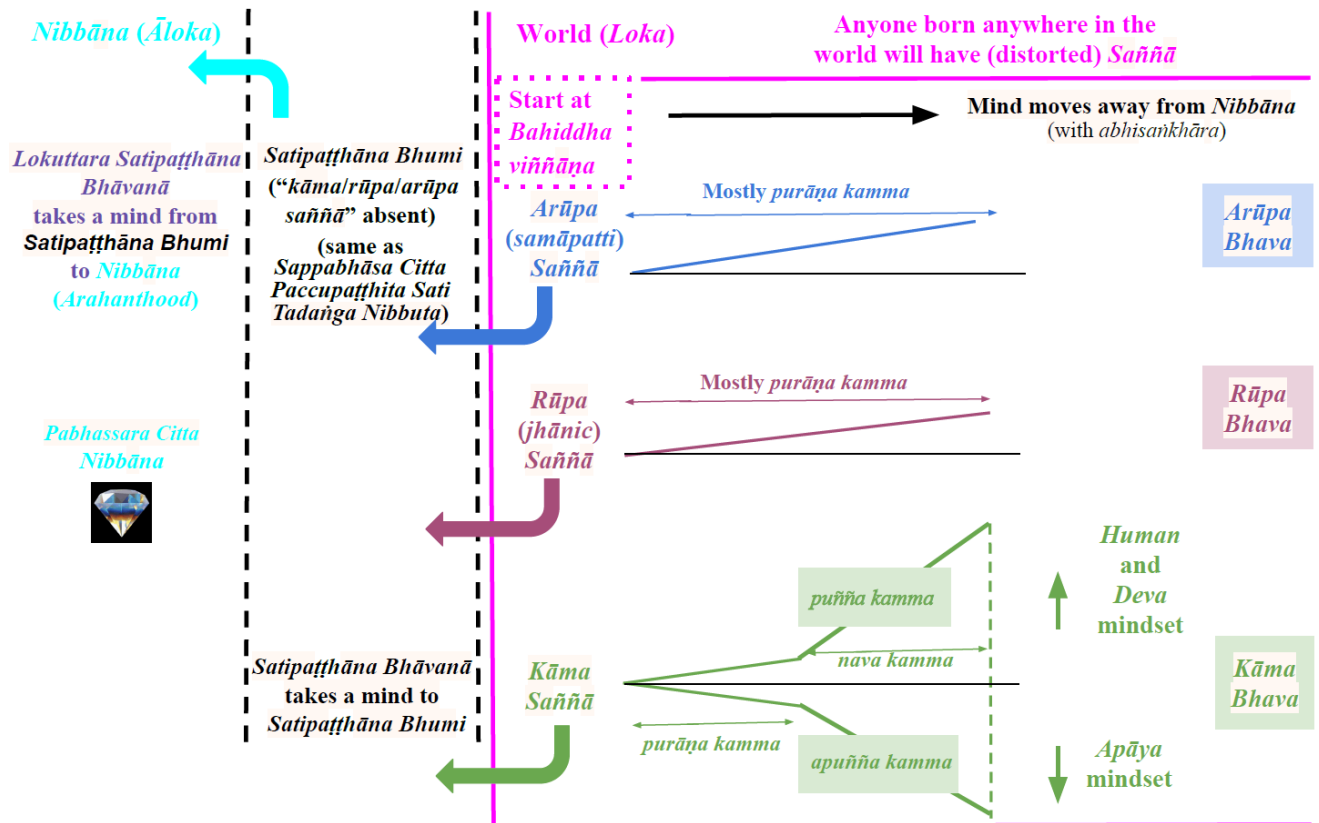 Nibbāna (Āloka)
World (Loka)
Anyone born anywhere in the
world will have (distorted) Saññā
Start at
Bahiddha
viññāṇa
Mind moves away from Nibbāna
(with abhisaṅkhāra)
Lokuttara Satipaṭṭhāna
Bhāvanā
takes a mind from
Satipaṭṭhāna Bhumi
to Nibbāna
(Arahanthood)
Satipaṭṭhāna Bhumi
(“kāma/rūpa/arūpa
saññā” absent)
(same as
Sappabhāsa Citta
Paccupaṭṭhita Sati
Tadaṅga Nibbuta)
Arūpa
(samāpatti)
Saññā
Mostly purāṇa kamma
Arūpa
Bhava
Pabhassara Citta
Nibbāna
Rūpa
(jhānic)
Saññā
Mostly purāṇa kamma
Rūpa
Bhava
Satipaṭṭhāna Bhāvanā
takes a mind to
Satipaṭṭhāna Bhumi
Kāma
Saññā
puñña kamma
nava kamma
purāṇa kamma
apuñña kamma
Human
and
Deva
mindset
Kāma
Bhava
Apāya
mindset